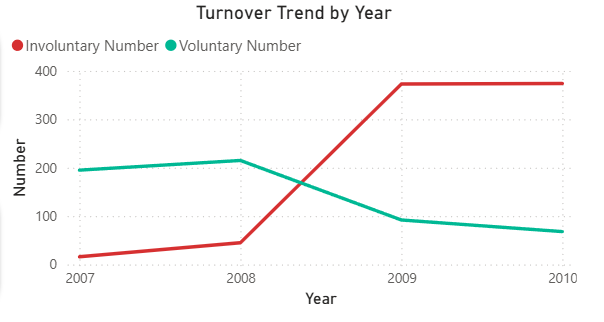 Turnover Trend by Year
Involuntary Number Voluntary Number
400
300
200
100
0
Number
2007 2008 2009 2010
Year